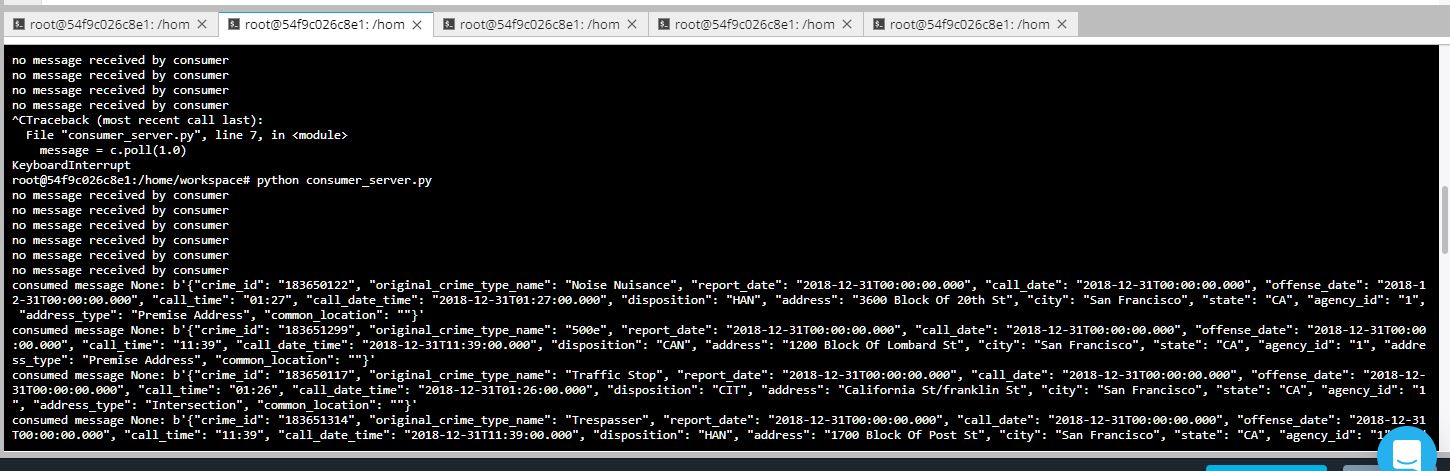 root@54f9c026c8e1: /hom × root@54f9c026c8e1: /hom × root@54f9c026c8e1: /hom × root@54f9c026c8e1: /hom × root@54f9c026c8e1: /hom ×
no message received by consumer
no message received by consumer
no message received by consumer
no message received by consumer
^CTraceback (most recent call last):
  File "consumer_server.py", line 7, in <module>
    message = c.poll(1.0)
KeyboardInterrupt
root@54f9c026c8e1:/home/workspace# python consumer_server.py
no message received by consumer
no message received by consumer
no message received by consumer
no message received by consumer
no message received by consumer
no message received by consumer
consumed message None: b'{"crime_id": "183650122", "original_crime_type_name": "Noise Nuisance", "report_date": "2018-12-31T00:00:00.000", "call_date": "2018-12-31T00:00:00.000", "offense_date": "2018-1
2-31T00:00:00.000", "call_time": "01:27", "call_date_time": "2018-12-31T01:27:00.000", "disposition": "HAN", "address": "3600 Block Of 20th St", "city": "San Francisco", "state": "CA", "agency_id": "1",
 "address_type": "Premise Address", "common_location": ""}'
consumed message None: b'{"crime_id": "183651299", "original_crime_type_name": "500e", "report_date": "2018-12-31T00:00:00.000", "call_date": "2018-12-31T00:00:00.000", "offense_date": "2018-12-31T00:00
:00.000", "call_time": "11:39", "call_date_time": "2018-12-31T11:39:00.000", "disposition": "CAN", "address": "1200 Block Of Lombard St", "city": "San Francisco", "state": "CA", "agency_id": "1", "addre
ss_type": "Premise Address", "common_location": ""}'
consumed message None: b'{"crime_id": "183650117", "original_crime_type_name": "Traffic Stop", "report_date": "2018-12-31T00:00:00.000", "call_date": "2018-12-31T00:00:00.000", "offense_date": "2018-12-
31T00:00:00.000", "call_time": "01:26", "call_date_time": "2018-12-31T01:26:00.000", "disposition": "CIT", "address": "California St/franklin St", "city": "San Francisco", "state": "CA", "agency_id": "1
", "address_type": "Intersection", "common_location": ""}'
consumed message None: b'{"crime_id": "183651314", "original_crime_type_name": "Trespasser", "report_date": "2018-12-31T00:00:00.000", "call_date": "2018-12-31T00:00:00.000", "offense_date": "2018-12-31
T00:00:00.000", "call_time": "11:39", "call_date_time": "2018-12-31T11:39:00.000", "disposition": "HAN", "address": "1700 Block Of Post St", "city": "San Francisco", "state": "CA", "agency_id": "1